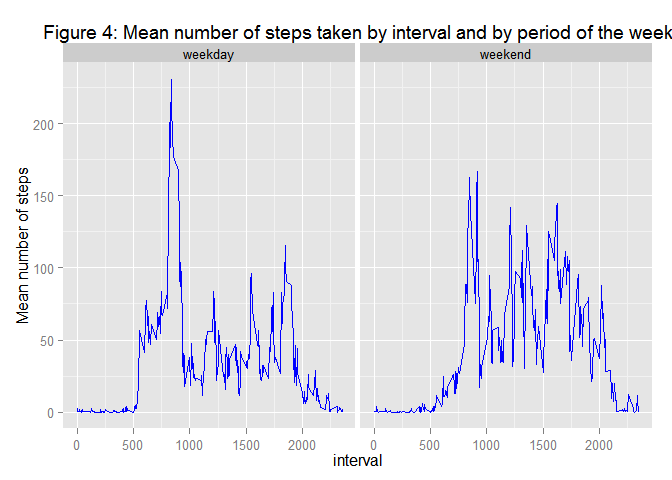 Figure 4: Mean number of steps taken by interval and by period of the week
weekday
weekend
Mean number of steps
200
150
100
50
0
0 500 1000 1500 2000
0 500 1000 1500 2000
interval